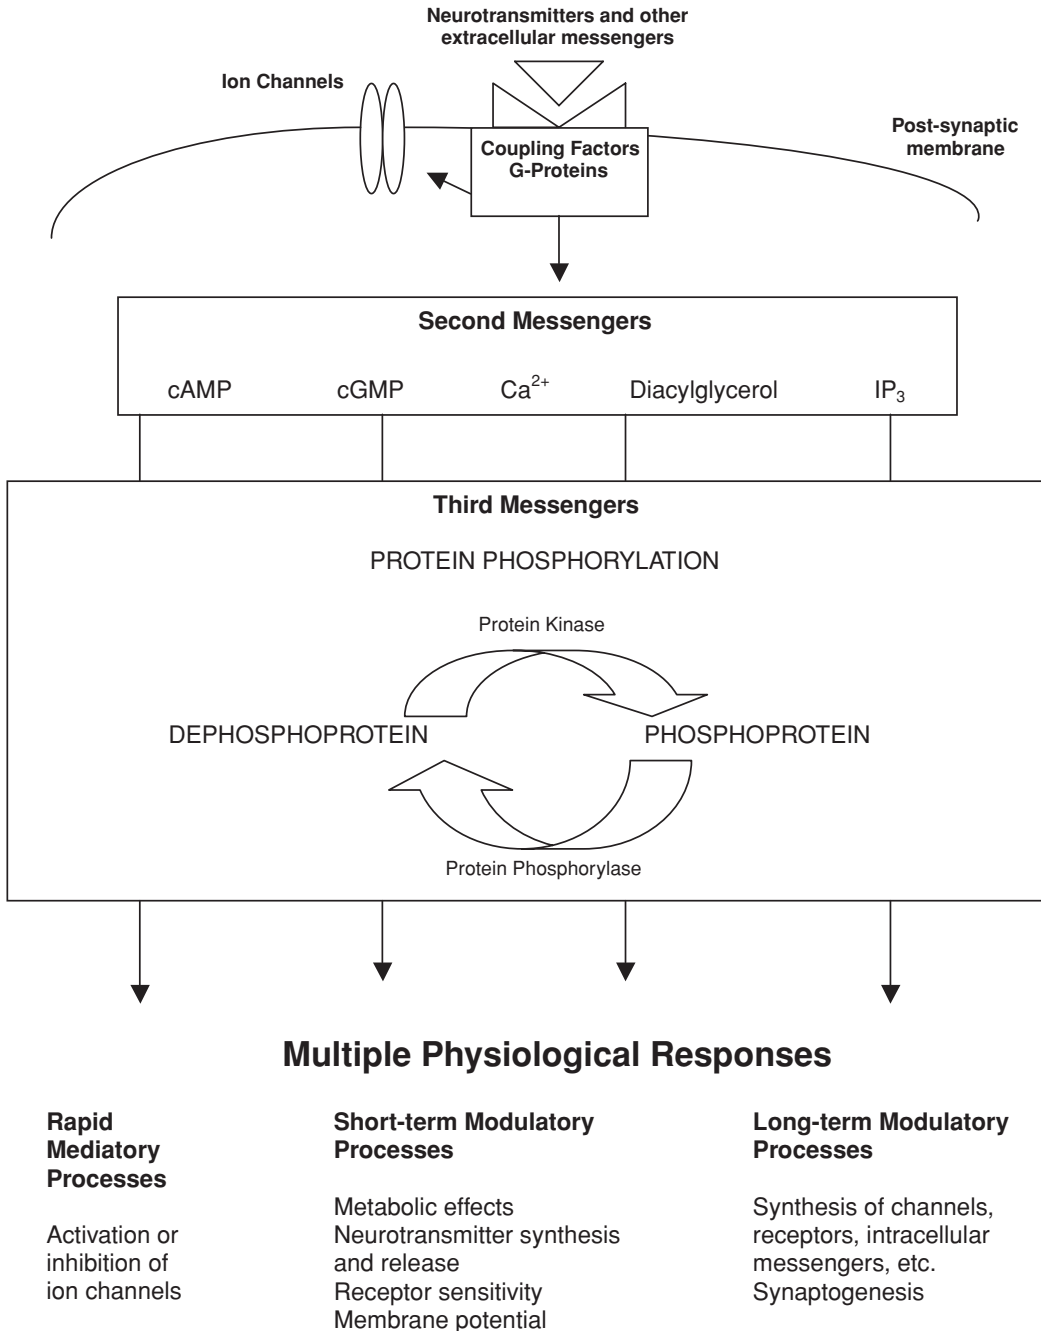 Neurotransmitters and other
extracellular messengers
Ion Channels
Post-synaptic
membrane
Coupling Factors
G-Proteins
Second Messengers
cAMP cGMP Ca²⁺ Diacylglycerol IP₃
Third Messengers
PROTEIN PHOSPHORYLATION
Protein Kinase
DEPHOSPHOPROTEIN PHOSPHOPROTEIN
Protein Phosphorylase
Multiple Physiological Responses
Rapid
Mediatory
Processes
Activation or
inhibition of
ion channels
Short-term Modulatory
Processes
Metabolic effects
Neurotransmitter synthesis
and release
Receptor sensitivity
Membrane potential
Long-term Modulatory
Processes
Synthesis of channels,
receptors, intracellular
messengers, etc.
Synaptogenesis